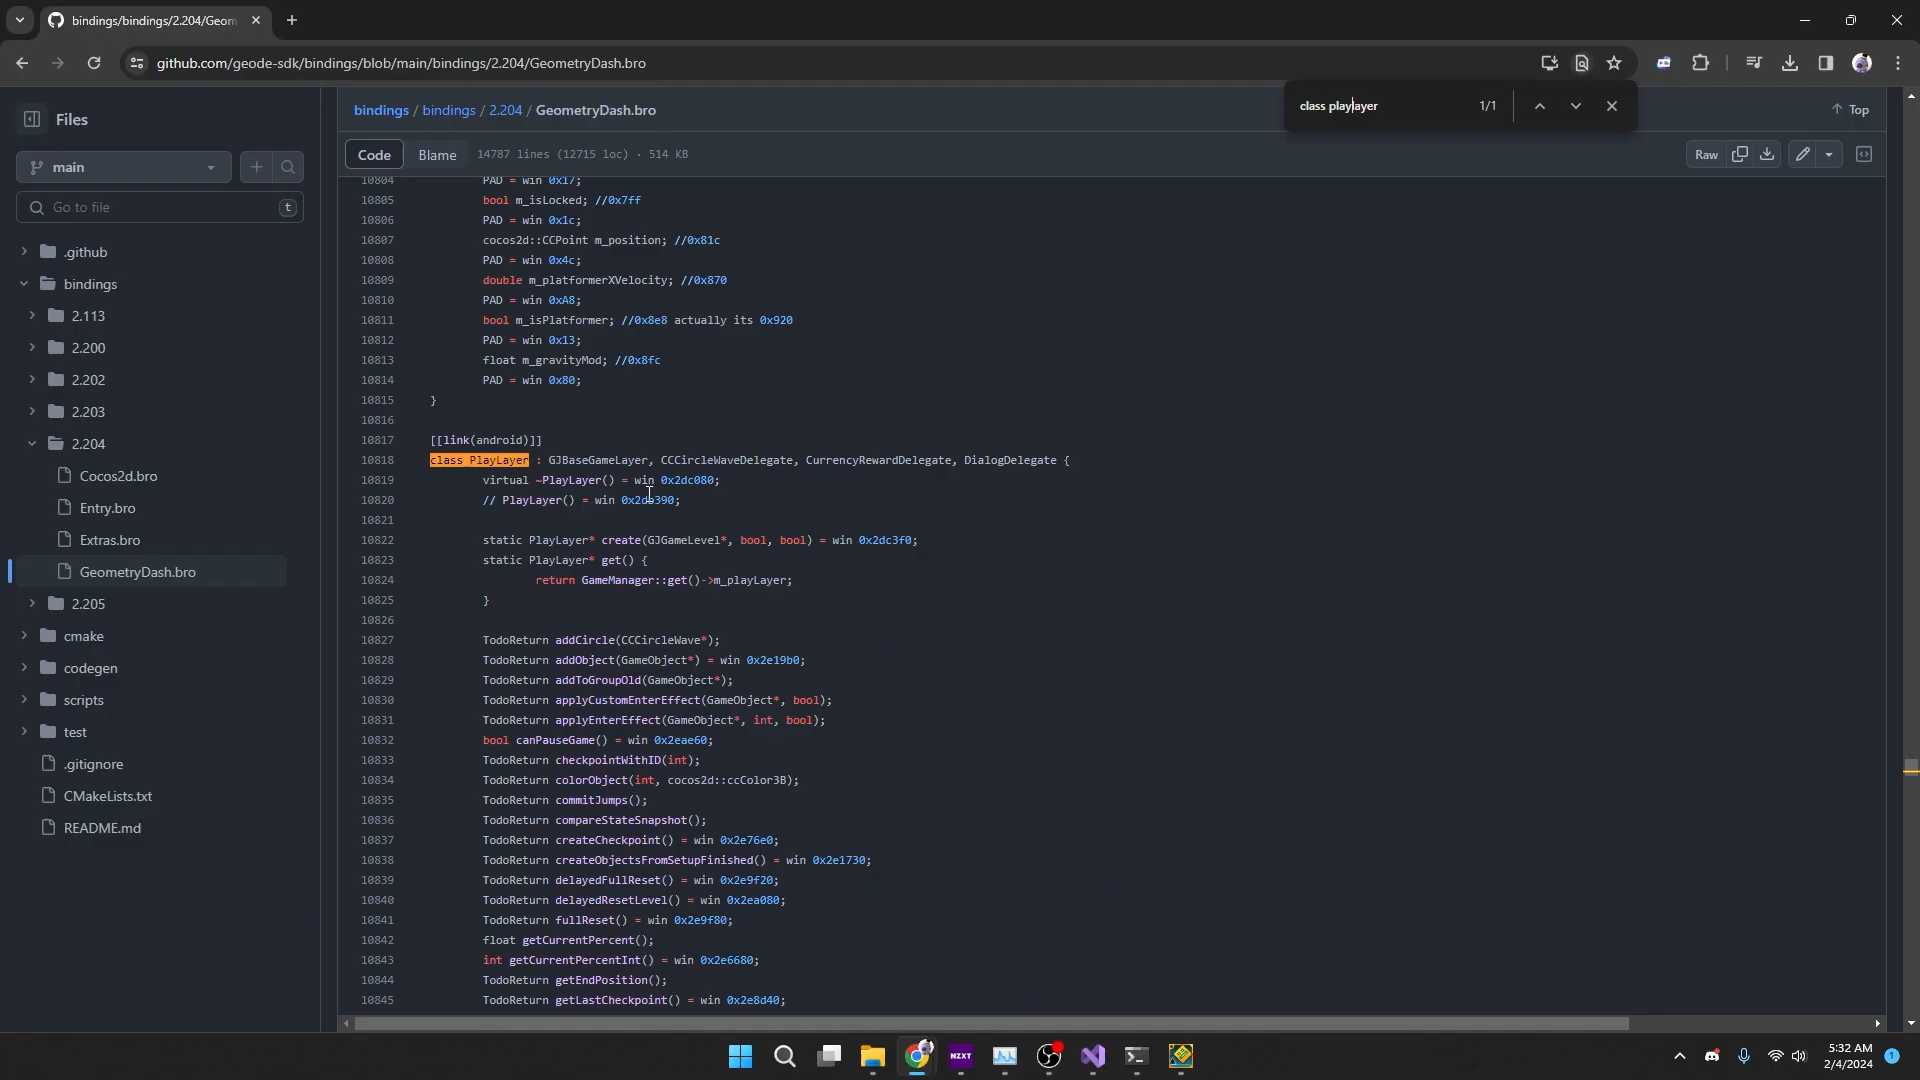 bindings/bindings/2.204/Geom
github.com/geode-sdk/bindings/blob/main/bindings/2.204/GeometryDash.bro
class playlayer 1/1
Files
bindings / bindings / 2.204 / GeometryDash.bro
Top
main
Code Blame 14787 lines (12715 loc) · 514 KB
Raw
Go to file t
.github
bindings
2.113
2.200
2.202
2.203
2.204
Cocos2d.bro
Entry.bro
Extras.bro
GeometryDash.bro
2.205
cmake
codegen
scripts
test
.gitignore
CMakeLists.txt
README.md
10804 PAD = win 0x17;
10805 bool m_isLocked; //0x7ff
10806 PAD = win 0x1c;
10807 cocos2d::CCPoint m_position; //0x81c
10808 PAD = win 0x4c;
10809 double m_platformerXVelocity; //0x870
10810 PAD = win 0xA8;
10811 bool m_isPlatformer; //0x8e8 actually its 0x920
10812 PAD = win 0x13;
10813 float m_gravityMod; //0x8fc
10814 PAD = win 0x80;
10815 }
10816
10817 [[link(android)]]
10818 class PlayLayer : GJBaseGameLayer, CCCircleWaveDelegate, CurrencyRewardDelegate, DialogDelegate {
10819 virtual ~PlayLayer() = win 0x2dc080;
10820 // PlayLayer() = win
10821
10822 static PlayLayer* create(GJGameLevel*, bool, bool) = win 0x2dc3f0;
10823 static PlayLayer* get() {
10824 return GameManager::get()->m_playLayer;
10825 }
10826
10827 TodoReturn addCircle(CCCircleWave*);
10828 TodoReturn addObject(GameObject*) = win 0x2e19b0;
10829 TodoReturn addToGroupOld(GameObject*);
10830 TodoReturn applyCustomEnterEffect(GameObject*, bool);
10831 TodoReturn applyEnterEffect(GameObject*, int, bool);
10832 bool canPauseGame() = win 0x2eae60;
10833 TodoReturn checkpointWithID(int);
10834 TodoReturn colorObject(int, cocos2d::ccColor3B);
10835 TodoReturn commitJumps();
10836 TodoReturn compareStateSnapshot();
10837 TodoReturn createCheckpoint() = win 0x2e76e0;
10838 TodoReturn createObjectsFromSetupFinished() = win 0x2e1730;
10839 TodoReturn delayedFullReset() = win 0x2e9f20;
10840 TodoReturn delayedResetLevel() = win 0x2ea080;
10841 TodoReturn fullReset() = win 0x2e9f80;
10842 float getCurrentPercent();
10843 int getCurrentPercentInt() = win 0x2e6680;
10844 TodoReturn getEndPosition();
10845 TodoReturn getLastCheckpoint() = win 0x2e8d40;
NZXT
5:32 AM
2/4/2024
1